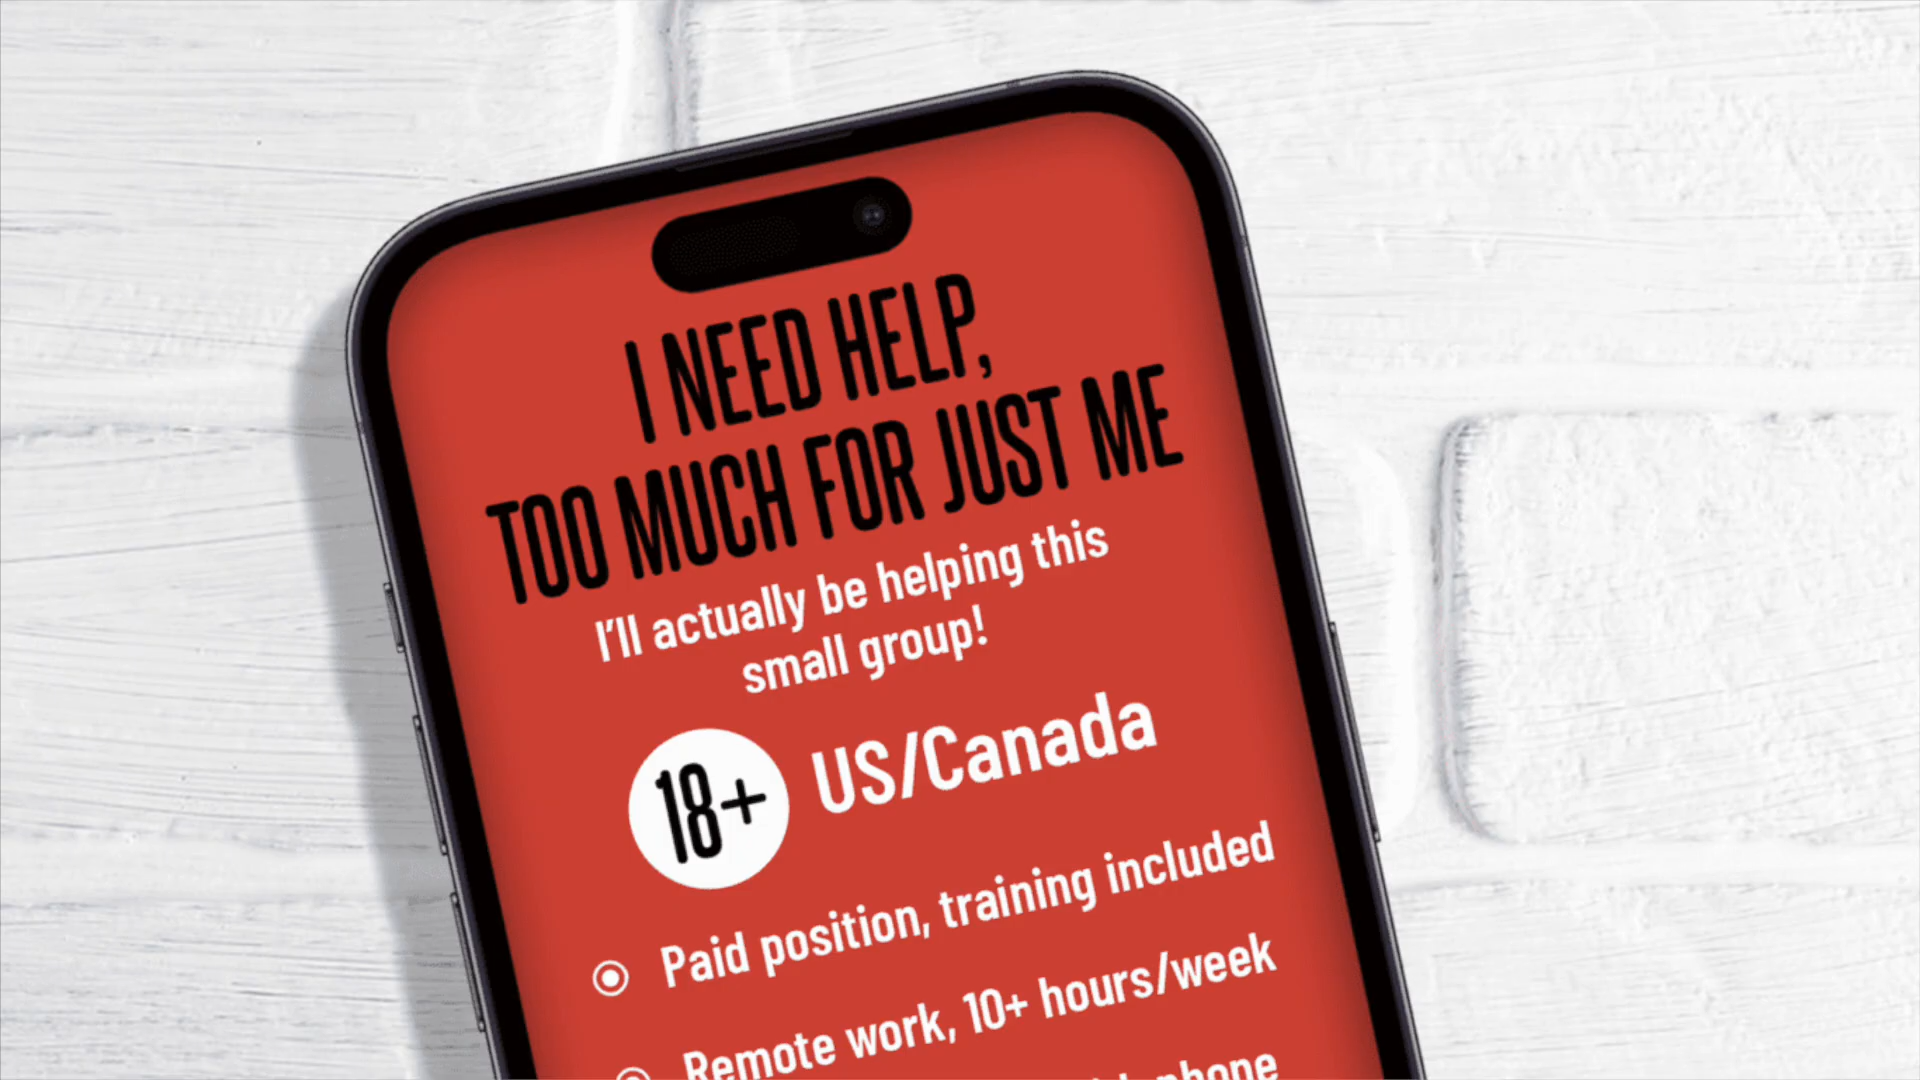 I NEED HELP,
TOO MUCH FOR JUST ME
I'll actually be helping this
small group!
18+ US/Canada
Paid position, training included
Remote work, 10+ hours/week
phone